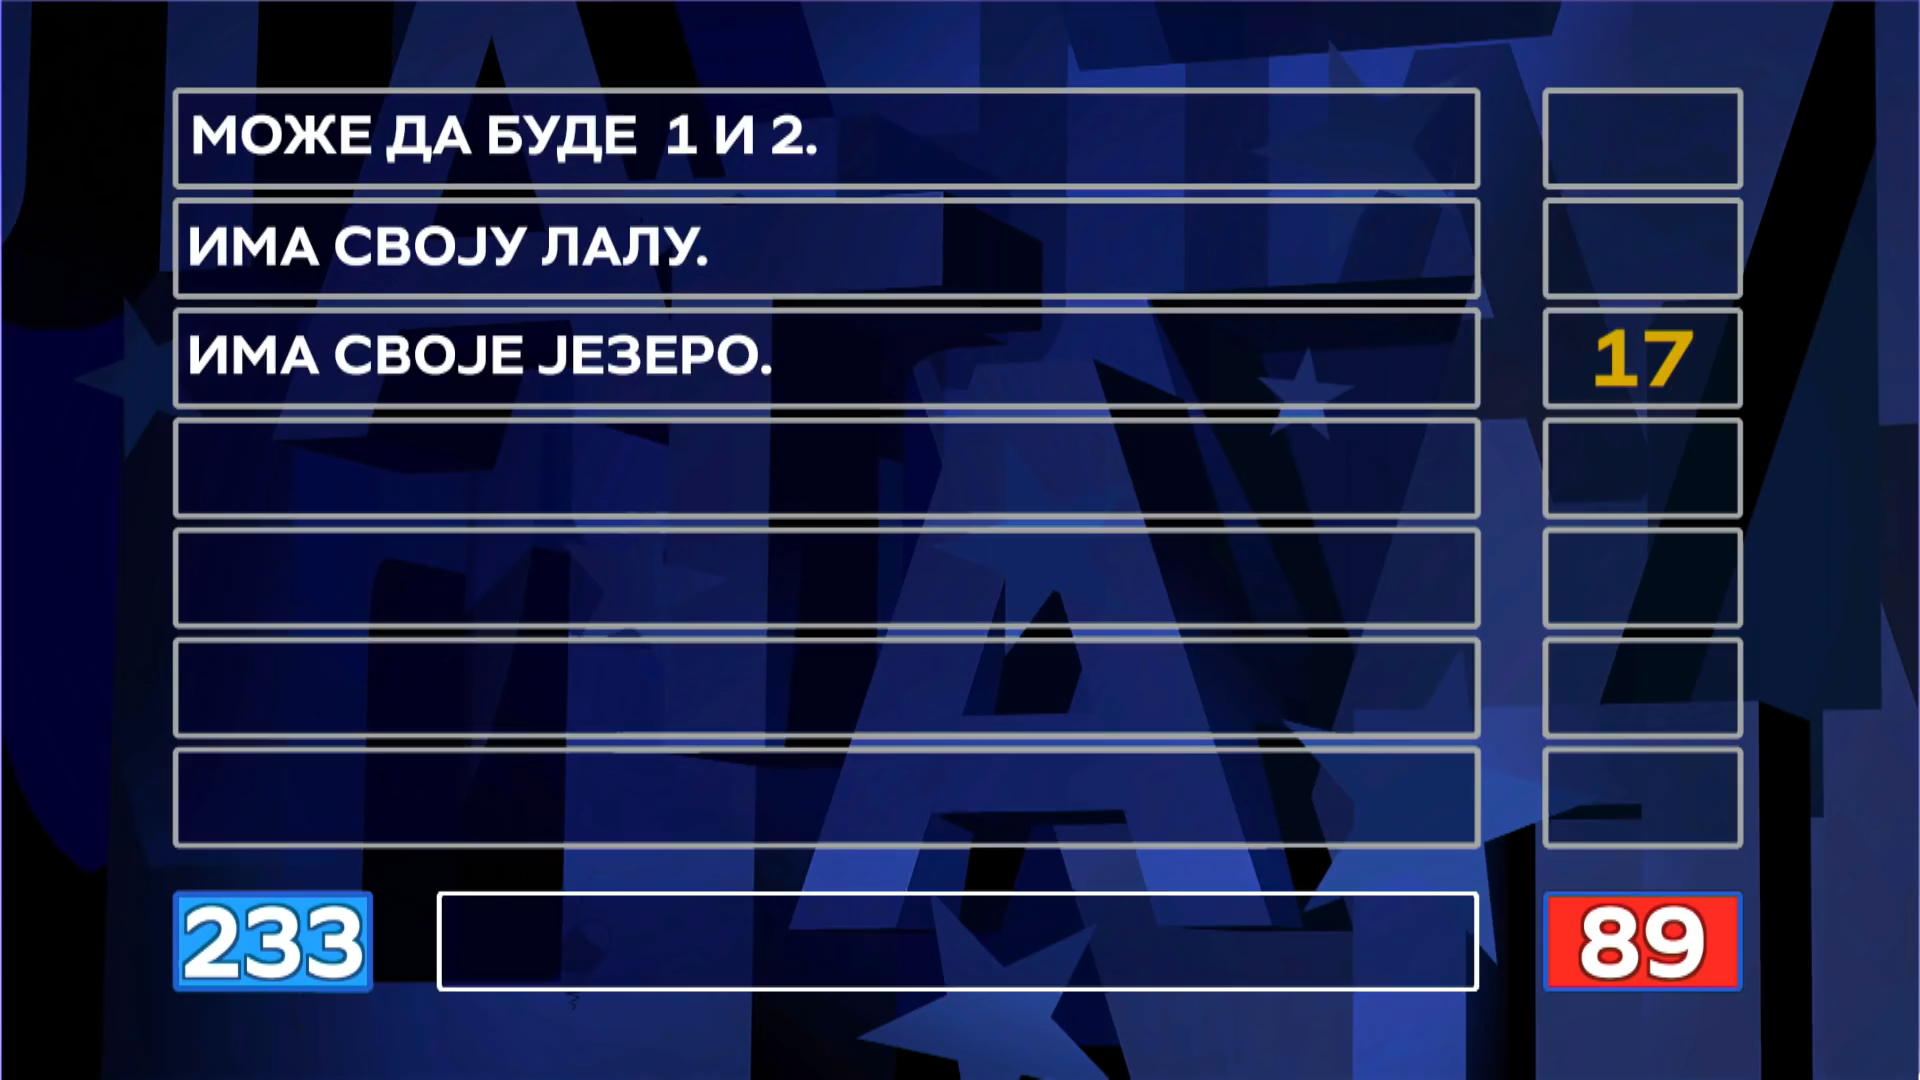 МОЖЕ ДА БУДЕ 1 И 2.
ИМА СВОЈУ ЛАЛУ.
ИМА СВОЈЕ ЈЕЗЕРО.
17
233
89